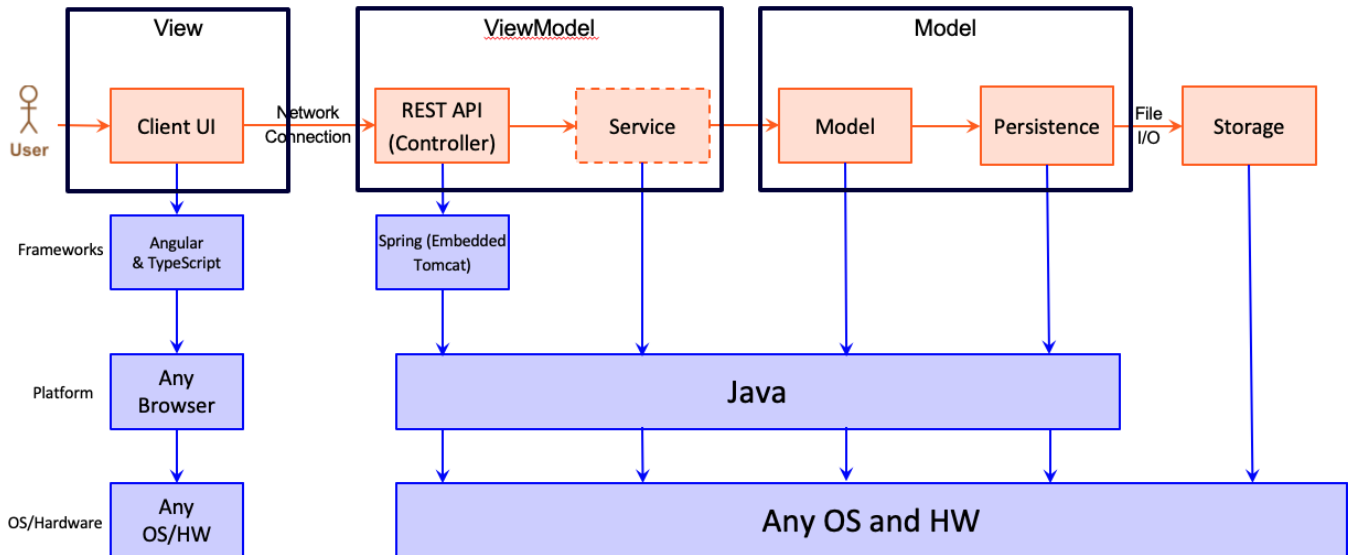 View
ViewModel
Model
User
Client UI
Network
Connection
REST API
(Controller)
Service
Model
Persistence
File
I/O
Storage
Frameworks
Angular
& TypeScript
Spring (Embedded
Tomcat)
Platform
Any
Browser
Java
OS/Hardware
Any
OS/HW
Any OS and HW